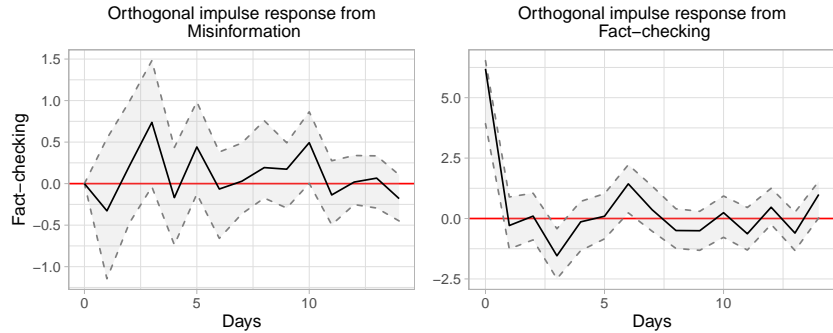 Orthogonal impulse response from
Misinformation
1.5
1.0
0.5
0.0
−0.5
−1.0
Fact−checking
0
5
10
Days
Orthogonal impulse response from
Fact−checking
5.0
2.5
0.0
−2.5
0
5
10
Days